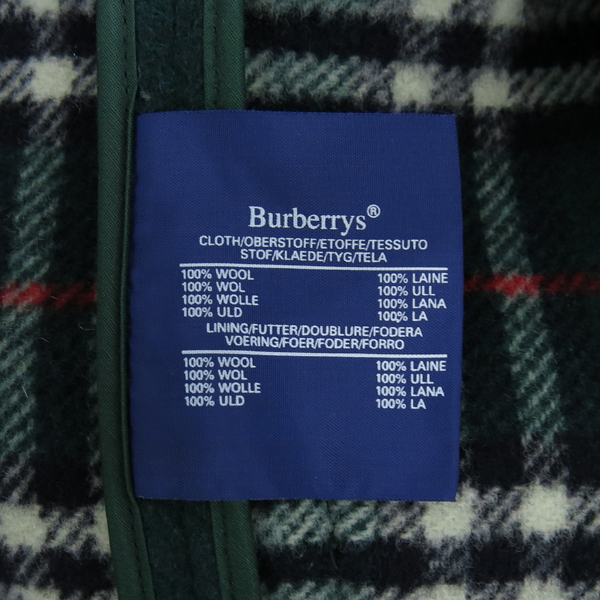 Burberrys®
CLOTH/OBERSTOFF/ETOFFE/TESSUTO
STOF/KLAEDE/TYG/TELA
100% WOOL 100% LAINE
100% WOL 100% ULL
100% WOLLE 100% LANA
100% ULD 100% LA
LINING/FUTTER/DOUBLURE/FODERA
VOERING/FOER/FODER/FORRO
100% WOOL 100% LAINE
100% WOL 100% ULL
100% WOLLE 100% LANA
100% ULD 100% LA